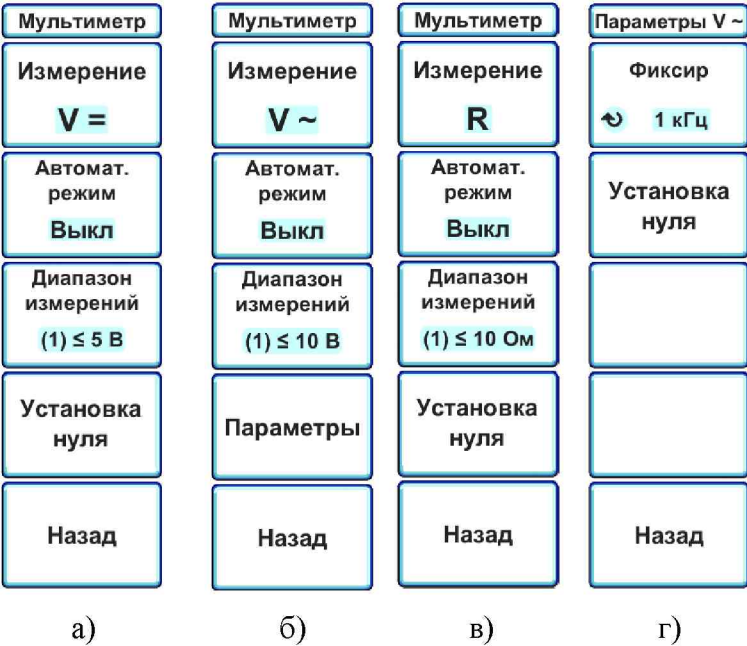 Мультиметр
Измерение
V =
Автомат.
режим
Выкл
Диапазон
измерений
(1) ≤ 5 В
Установка
нуля
Назад
а)
Мультиметр
Измерение
V ~
Автомат.
режим
Выкл
Диапазон
измерений
(1) ≤ 10 В
Параметры
Назад
б)
Мультиметр
Измерение
R
Автомат.
режим
Выкл
Диапазон
измерений
(1) ≤ 10 Ом
Установка
нуля
Назад
в)
Параметры V ~
Фиксир
1 кГц
Установка
нуля
Назад
г)